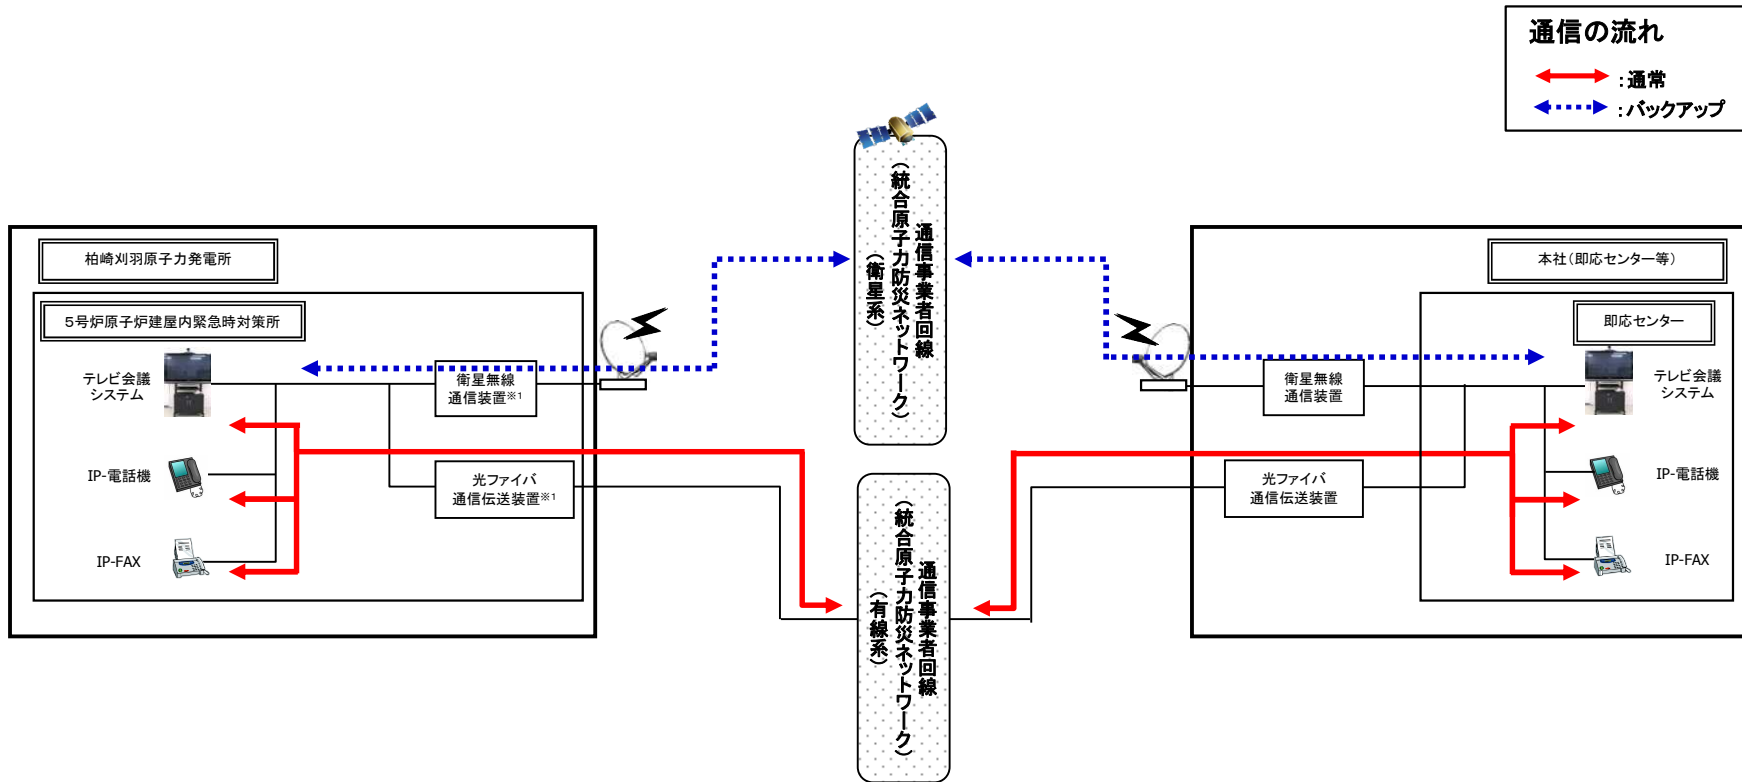 通信の流れ
:通常
:バックアップ
通信事業者回線
(統合原子力防災ネットワーク)
(衛星系)
柏崎刈羽原子力発電所
5号炉原子炉建屋内緊急時対策所
テレビ会議
システム
衛星無線
通信装置※1
IP-電話機
光ファイバ
通信伝送装置※1
IP-FAX
本社(即応センター等)
即応センター
衛星無線
通信装置
テレビ会議
システム
光ファイバ
通信伝送装置
IP-電話機
IP-FAX
通信事業者回線
(統合原子力防災ネットワーク)
(有線系)